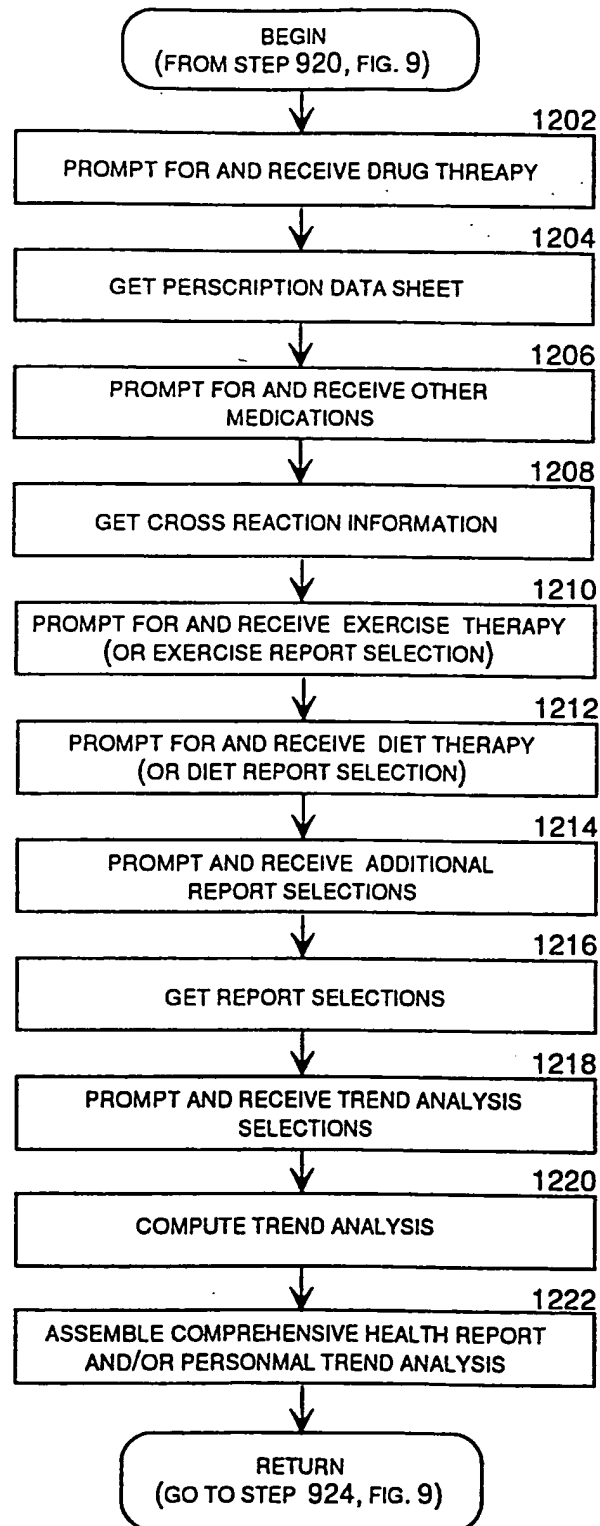 BEGIN
(FROM STEP 920, FIG. 9)
1202
PROMPT FOR AND RECEIVE DRUG THREAPY
1204
GET PERSCRIPTION DATA SHEET
1206
PROMPT FOR AND RECEIVE OTHER
MEDICATIONS
1208
GET CROSS REACTION INFORMATION
1210
PROMPT FOR AND RECEIVE EXERCISE THERAPY
(OR EXERCISE REPORT SELECTION)
1212
PROMPT FOR AND RECEIVE DIET THERAPY
(OR DIET REPORT SELECTION)
1214
PROMPT AND RECEIVE ADDITIONAL
REPORT SELECTIONS
1216
GET REPORT SELECTIONS
1218
PROMPT AND RECEIVE TREND ANALYSIS
SELECTIONS
1220
COMPUTE TREND ANALYSIS
1222
ASSEMBLE COMPREHENSIVE HEALTH REPORT
AND/OR PERSONMAL TREND ANALYSIS
RETURN
(GO TO STEP 924, FIG. 9)